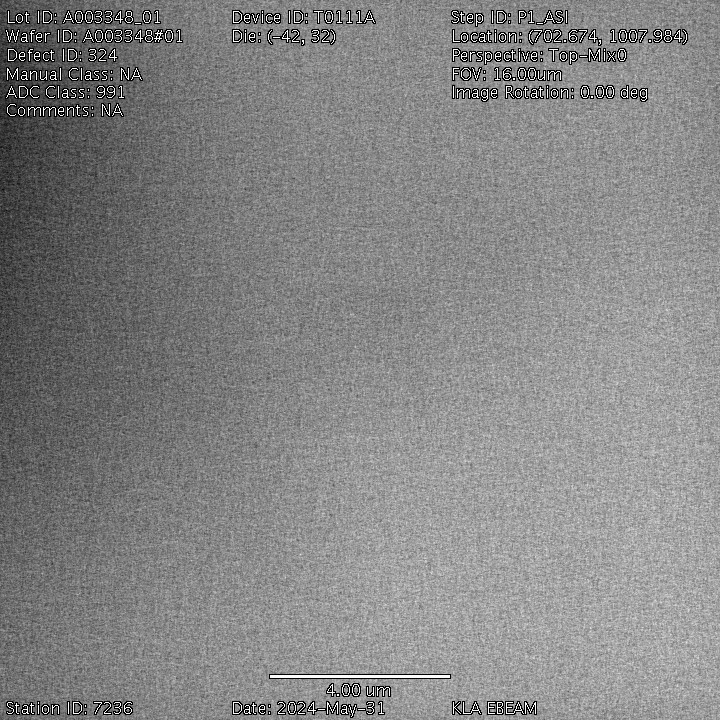 Lot ID: A003348_01
Wafer ID: A003348#01
Defect ID: 324
Manual Class: NA
ADC Class: 991
Comments: NA
Device ID: T0111A
Die: (-42, 32)
Step ID: P1_ASI
Location: (702.674, 1007.984)
Perspective: Top-Mix0
FOV: 16.00um
Image Rotation: 0.00 deg
4.00 um
Station ID: 7236
Date: 2024-May-31
KLA EBEAM